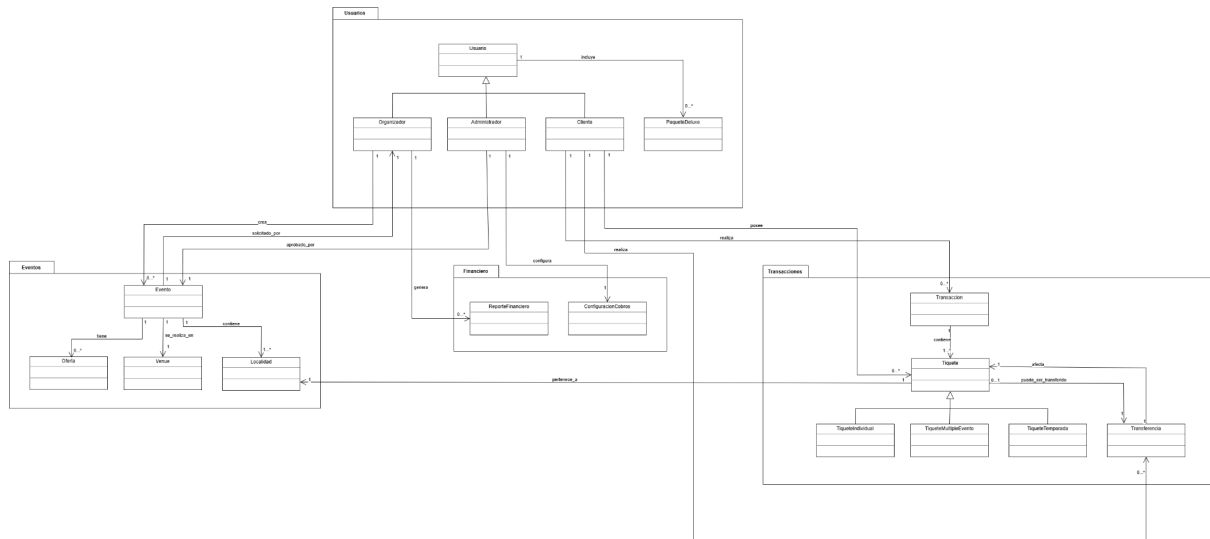 Usuarios
Usuario
1
incluye
0...*
Organizador
Administrador
Cliente
PaqueteDeluxe
1
1
1
1
1
1
1
1
crea
solicitado_por
aprobado_por
posee
realiza
realiza
configura
genera
Eventos
0...*
1
1
Evento
1
1
1
tiene
se_realiza_en
contiene
0...*
1
1...*
Oferta
Venue
Localidad
Financiero
1
0...*
ReporteFinanciero
ConfiguracionCobros
Transacciones
0...*
Transaccion
1
contiene
1...*
0...*
Tiquete
1
0...1
1
afecta
puede_ser_transferido
1
1
pertenece_a
1
TiqueteIndividual
TiqueteMultipleEvento
TiqueteTemporada
Transferencia
0...*